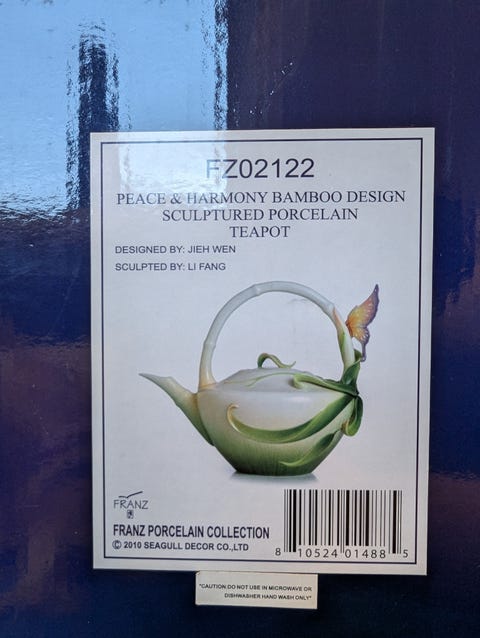 FZ02122
PEACE & HARMONY BAMBOO DESIGN
SCULPTURED PORCELAIN
TEAPOT
DESIGNED BY: JIEH WEN
SCULPTED BY: LI FANG
FRANZ
FRANZ PORCELAIN COLLECTION
© 2010 SEAGULL DECOR CO.,LTD
8 10524 01488 5
"CAUTION:DO NOT USE IN MICROWAVE OR
DISHWASHER HAND WASH ONLY"